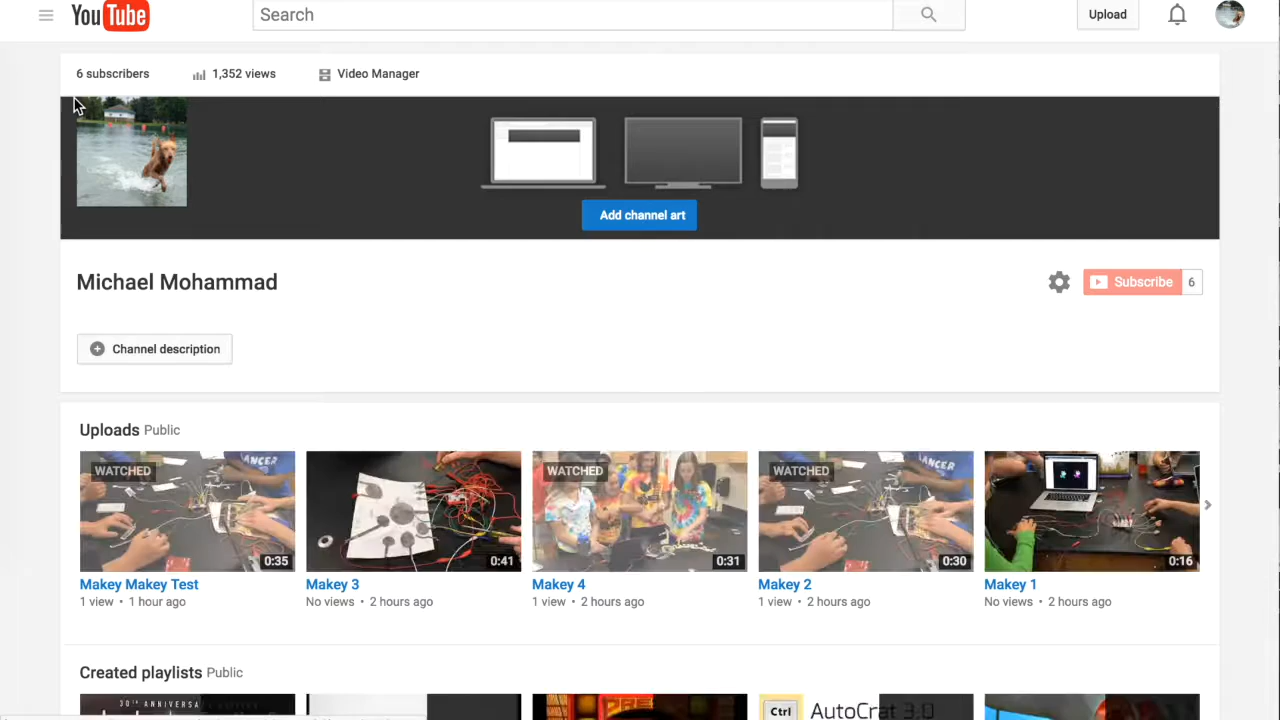 YouTube Search Upload
6 subscribers 1,352 views Video Manager
Add channel art
Michael Mohammad
Subscribe 6
Channel description
Uploads Public
WATCHED WATCHED WATCHED
LANCER ANCER
0:35 0:41 0:31 0:30 0:16
Makey Makey Test Makey 3 Makey 4 Makey 2 Makey 1
1 view • 1 hour ago No views • 2 hours ago 1 view • 2 hours ago 1 view • 2 hours ago No views • 2 hours ago
Created playlists Public
30TH ANNIVERSA
Ctrl AutoCrat 3.0